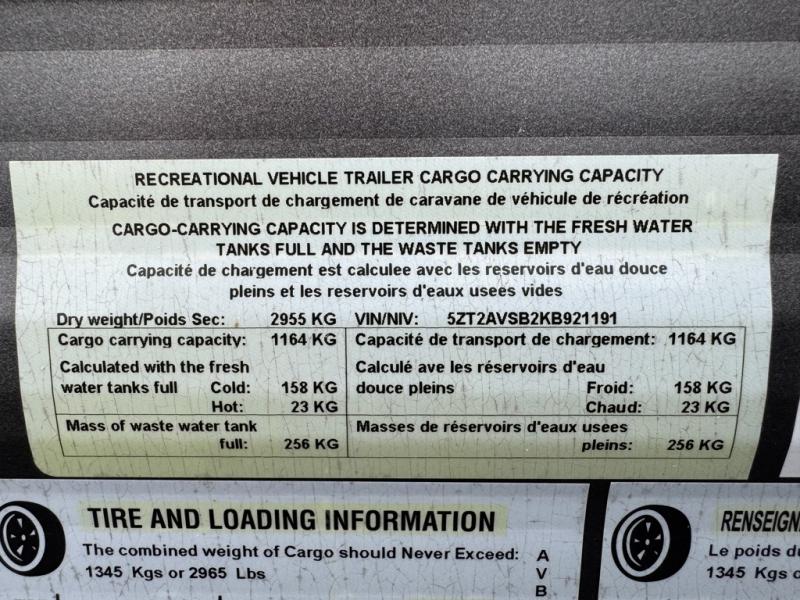 RECREATIONAL VEHICLE TRAILER CARGO CARRYING CAPACITY
Capacité de transport de chargement de caravane de véhicule de récréation
CARGO-CARRYING CAPACITY IS DETERMINED WITH THE FRESH WATER
TANKS FULL AND THE WASTE TANKS EMPTY
Capacité de chargement est calculee avec les reservoirs d'eau douce
pleins et les reservoirs d'eaux usees vides
Dry weight/Poids Sec: 2955 KG VIN/NIV: 5ZT2AVSB2KB921191
Cargo carrying capacity: 1164 KG
Calculated with the fresh
water tanks full Cold: 158 KG
Hot: 23 KG
Mass of waste water tank
full: 256 KG
Capacité de transport de chargement: 1164 KG
Calculé ave les réservoirs d'eau
douce pleins Froid: 158 KG
Chaud: 23 KG
Masses de réservoirs d'eaux usées
pleins: 256 KG
TIRE AND LOADING INFORMATION
The combined weight of Cargo should Never Exceed:
1345 Kgs or 2965 Lbs
A
V
B
Le poids
1345 Kgs